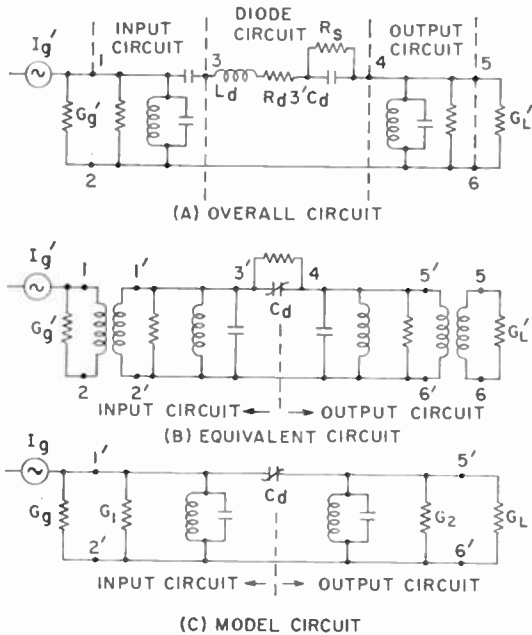 INPUT CIRCUIT
DIODE CIRCUIT
OUTPUT CIRCUIT
Ig'
1
3
Rs
4
5
Gg'
Ld
Rd
3'
Cd
GL'
2
6
(A) OVERALL CIRCUIT
Ig'
1
1'
3'
4
5'
5
Cd
Gg'
GL'
2
2'
6'
6
INPUT CIRCUIT
OUTPUT CIRCUIT
(B) EQUIVALENT CIRCUIT
Ig
1'
5'
Cd
Gg
G1
G2
GL
2'
6'
INPUT CIRCUIT
OUTPUT CIRCUIT
(C) MODEL CIRCUIT